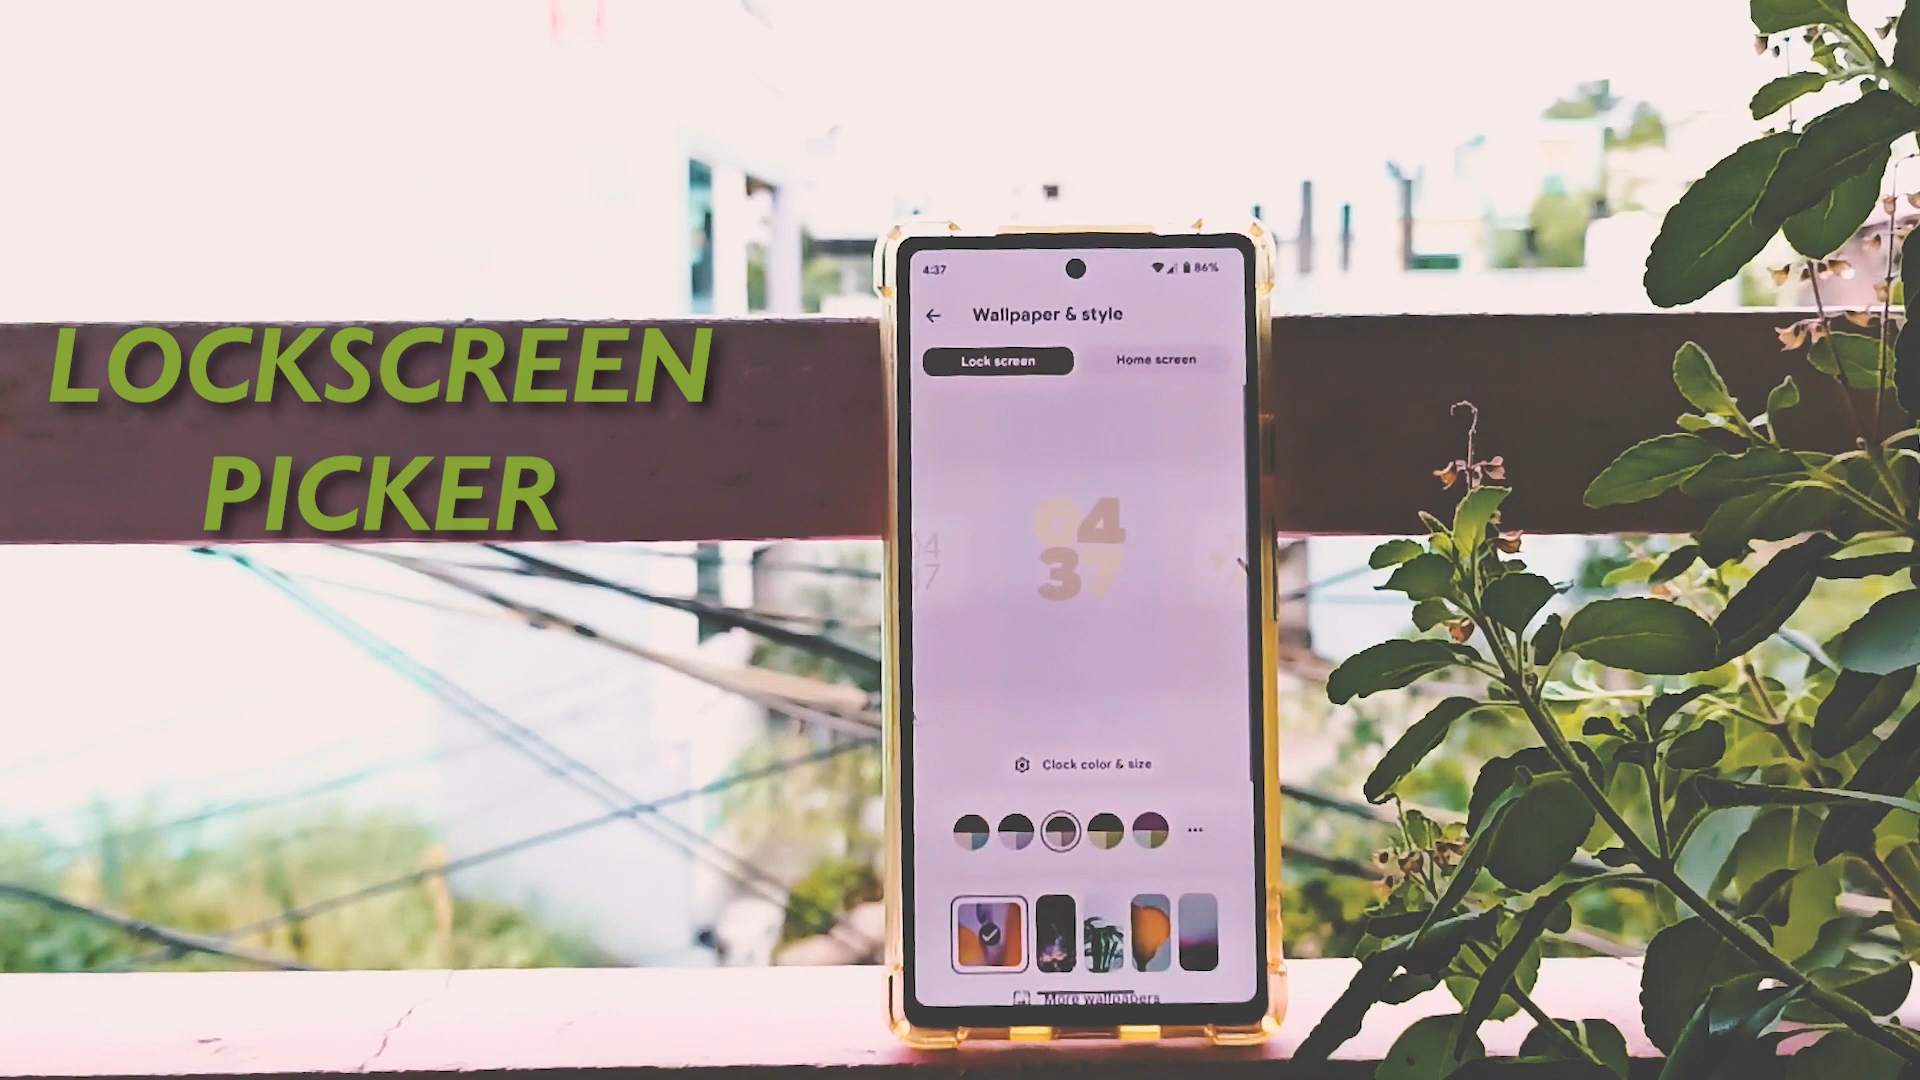 LOCKSCREEN
PICKER
4:37
86%
Wallpaper & style
Lock screen
Home screen
04
37
Clock color & size
More wallpapers